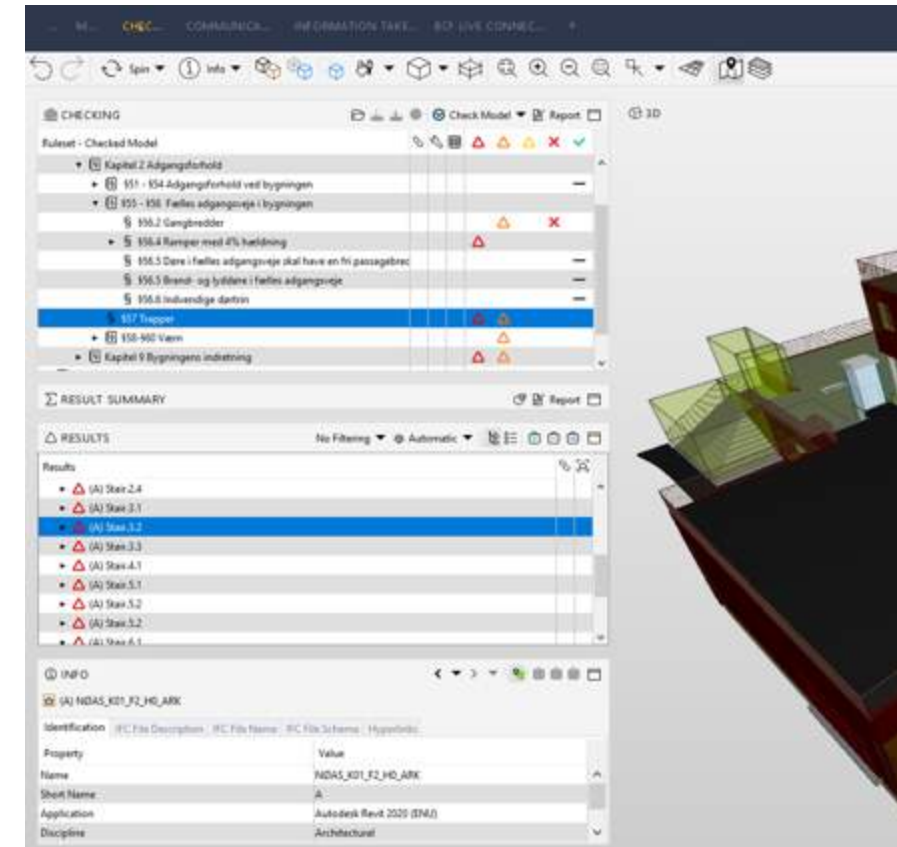 ... M... CHEC... COMMUNICA... INFORMATION TAKE... BCF LIVE CONNEC... +
Spin Info
CHECKING Check Model Report
3D
Ruleset - Checked Model
Kapitel 2 Adgangsforhold
§51 - §54 Adgangsforhold ved bygningen
§55 - §56 Fælles adgangsveje i bygningen
§ §56.2 Gangbredder
§ §56.4 Ramper med 4% hældning
§ §56.5 Døre i fælles adgangsveje skal have en fri passagebred
§ §56.5 Brand- og lyddøre i fælles adgangsveje
§ §56.8 Indvendige dørtrin
§57 Trapper
§58-§60 Værn
Kapitel 9 Bygningens indretning
RESULT SUMMARY Report
RESULTS No Filtering Automatic
Results
(A) Stair.2.4
(A) Stair.3.1
(A) Stair.3.2
(A) Stair.3.3
(A) Stair.4.1
(A) Stair.5.1
(A) Stair.5.2
(A) Stair.5.2
(A) Stair.6.1
INFO
(A) NIDAS_K01_F2_H0_ARK
Identification IFC File Description IFC File Name IFC File Schema Hyperlinks
Property Value
Name NIDAS_K01_F2_H0_ARK
Short Name A
Application Autodesk Revit 2020 (ENU)
Discipline Architectural